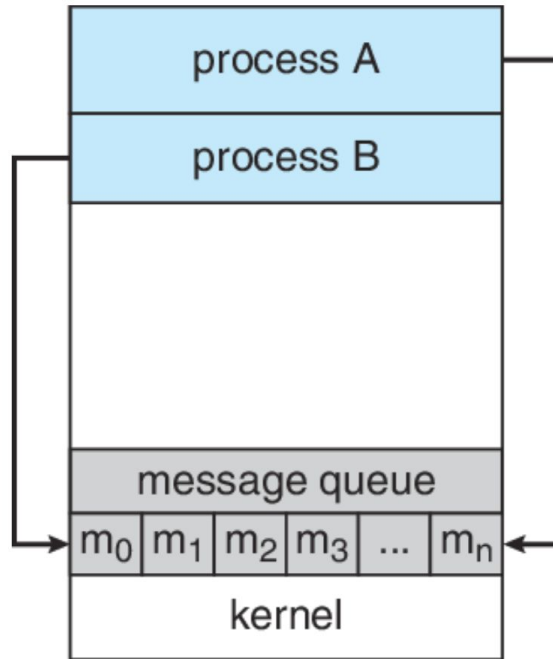 process A
process B
message queue
m₀ m₁ m₂ m₃ ... mₙ
kernel